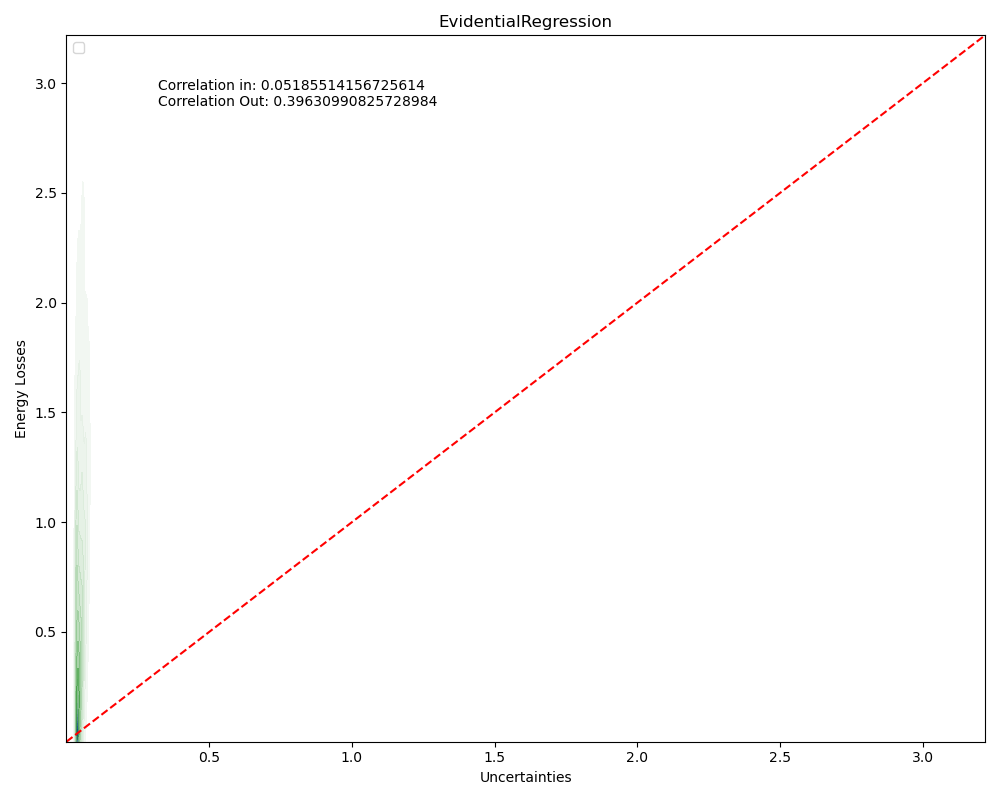 EvidentialRegression
Correlation in: 0.05185514156725614
Correlation Out: 0.39630990825728984
3.0
2.5
2.0
1.5
1.0
0.5
Energy Losses
0.5
1.0
1.5
2.0
2.5
3.0
Uncertainties